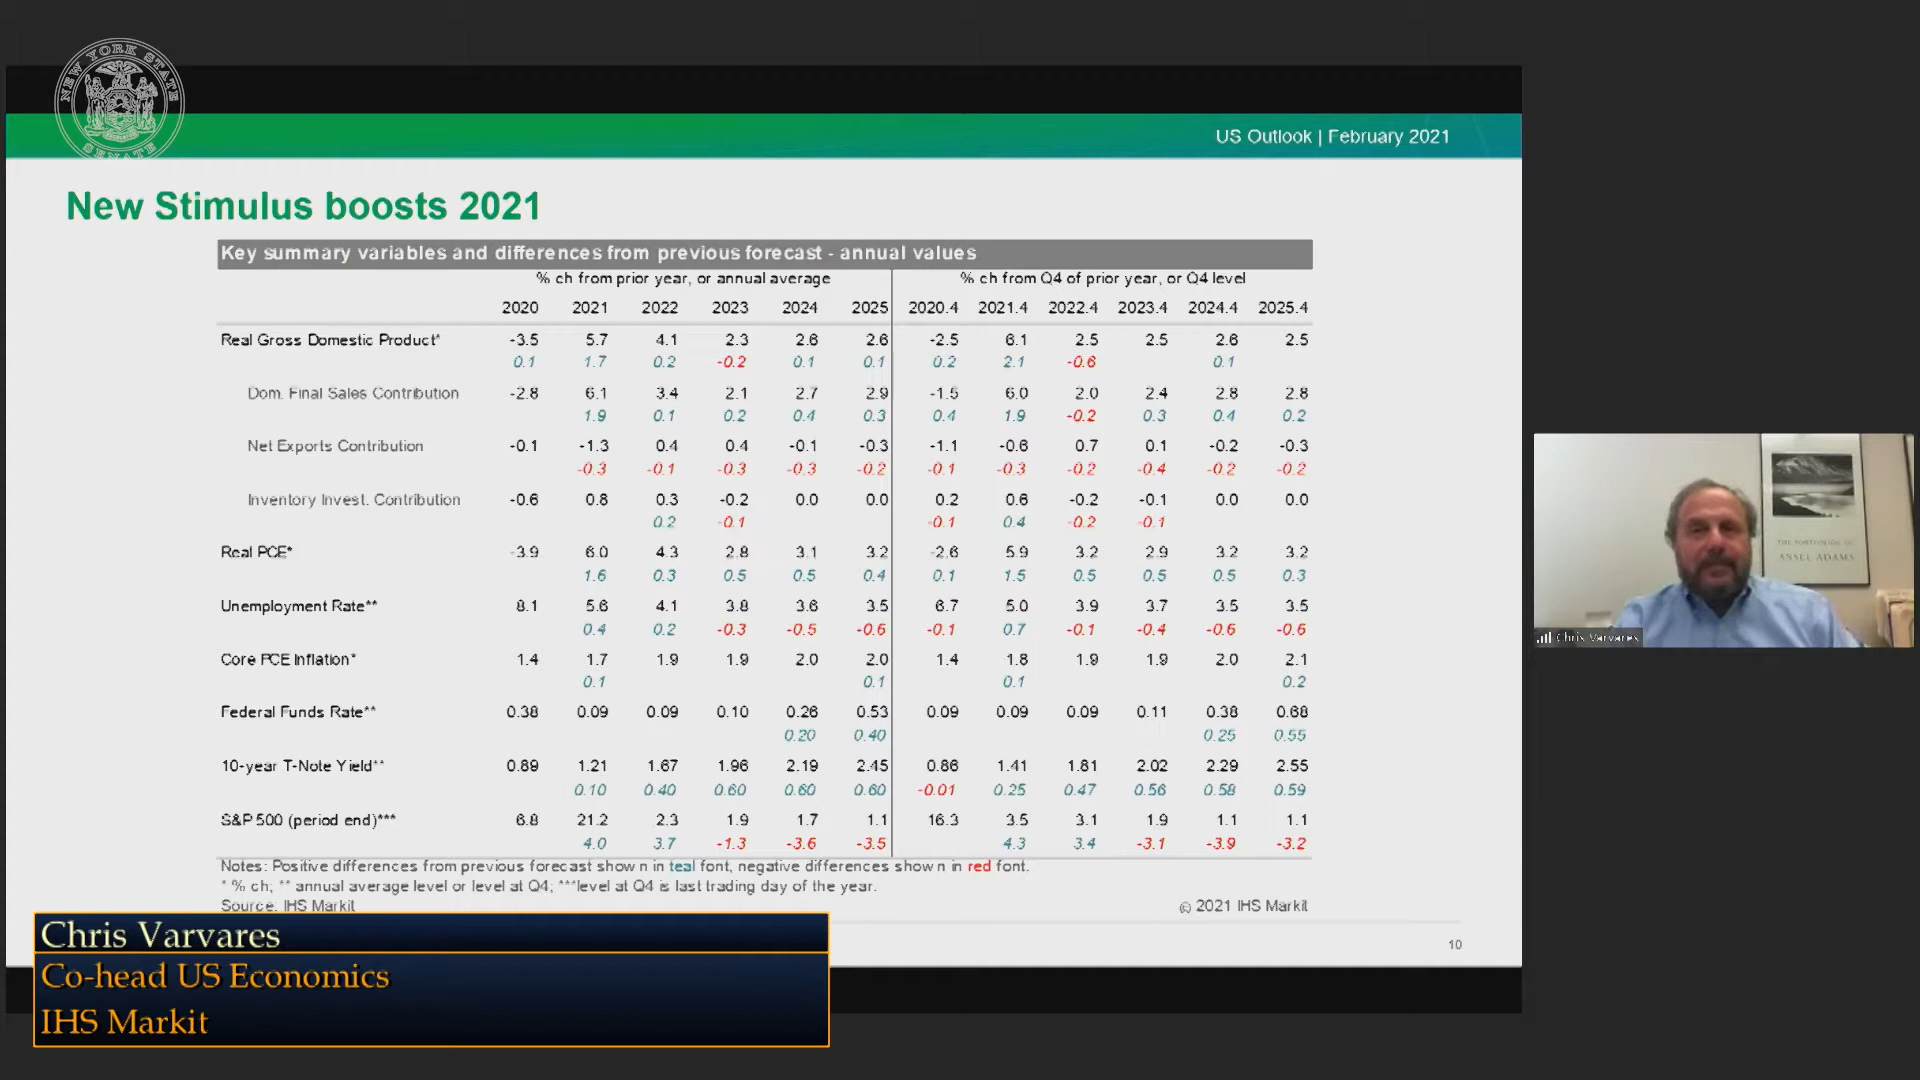 NEW YORK STATE
SENATE
US Outlook | February 2021
New Stimulus boosts 2021
Key summary variables and differences from previous forecast - annual values
% ch from prior year, or annual average % ch from Q4 of prior year, or Q4 level
2020 2021 2022 2023 2024 2025 2020.4 2021.4 2022.4 2023.4 2024.4 2025.4
Real Gross Domestic Product* -3.5 5.7 4.1 2.3 2.6 2.6 -2.5 6.1 2.5 2.5 2.6 2.5
0.1 1.7 0.2 -0.2 0.1 0.1 0.2 2.1 -0.6 0.1
Dom. Final Sales Contribution -2.8 6.1 3.4 2.1 2.7 2.9 -1.5 6.0 2.0 2.4 2.8 2.8
1.9 0.1 0.2 0.4 0.3 0.4 1.9 -0.2 0.3 0.4 0.2
Net Exports Contribution -0.1 -1.3 0.4 0.4 -0.1 -0.3 -1.1 -0.6 0.7 0.1 -0.2 -0.3
-0.3 -0.1 -0.3 -0.3 -0.2 -0.1 -0.3 -0.2 -0.4 -0.2 -0.2
Inventory Invest. Contribution -0.6 0.8 0.3 -0.2 0.0 0.0 0.2 0.6 -0.2 -0.1 0.0 0.0
0.2 -0.1 -0.1 0.4 -0.2 -0.1
Real PCE* -3.9 6.0 4.3 2.8 3.1 3.2 -2.6 5.9 3.2 2.9 3.2 3.2
1.6 0.3 0.5 0.5 0.4 0.1 1.5 0.5 0.5 0.5 0.3
Unemployment Rate** 8.1 5.6 4.1 3.8 3.6 3.5 6.7 5.0 3.9 3.7 3.5 3.5
0.4 0.2 -0.3 -0.5 -0.6 -0.1 0.7 -0.1 -0.4 -0.6 -0.6
Core PCE Inflation* 1.4 1.7 1.9 1.9 2.0 2.0 1.4 1.8 1.9 1.9 2.0 2.1
0.1 0.1 0.1 0.2
Federal Funds Rate** 0.38 0.09 0.09 0.10 0.26 0.53 0.09 0.09 0.09 0.11 0.38 0.68
0.20 0.40 0.25 0.55
10-year T-Note Yield** 0.89 1.21 1.67 1.96 2.19 2.45 0.86 1.41 1.81 2.02 2.29 2.55
0.10 0.40 0.60 0.60 0.60 -0.01 0.25 0.47 0.56 0.58 0.59
S&P 500 (period end)*** 6.8 21.2 2.3 1.9 1.7 1.1 16.3 3.5 3.1 1.9 1.1 1.1
4.0 3.7 -1.3 -3.6 -3.5 4.3 3.4 -3.1 -3.9 -3.2
Notes: Positive differences from previous forecast shown in teal font, negative differences shown in red font.
* % ch; ** annual average level or level at Q4; ***level at Q4 is last trading day of the year.
Source: IHS Markit © 2021 IHS Markit
10
Chris Varvares
Co-head US Economics
IHS Markit
THE PORTFOLIOS OF
ANSEL ADAMS
Chris Varvares